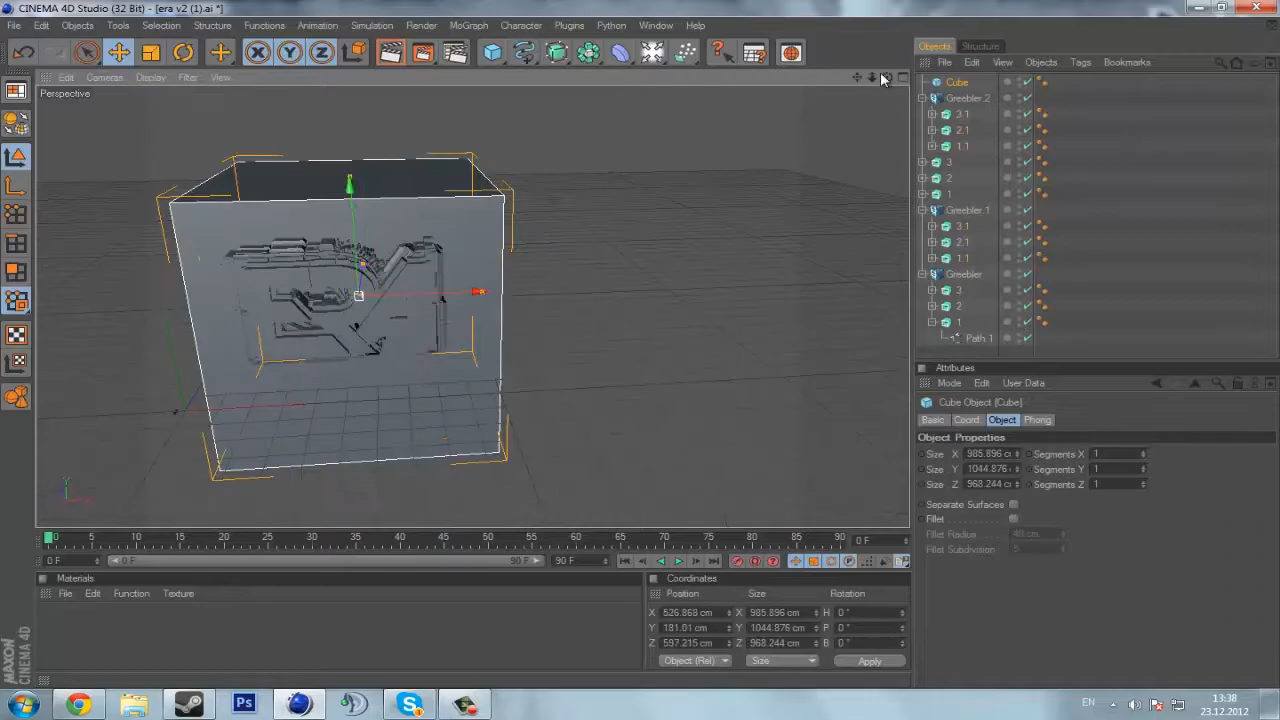 CINEMA 4D Studio (32 Bit) - [era v2 (1).ai *]
File Edit Objects Tools Selection Structure Functions Animation Simulation Render MoGraph Character Plugins Python Window Help
Edit Cameras Display Filter View
Perspective
Objects Structure
File Edit View Objects Tags Bookmarks
Cube
Greebler.2
3.1
2.1
1.1
3
2
1
Greebler.1
3.1
2.1
1.1
Greebler
3
2
1
Path 1
Attributes
Mode Edit User Data
Cube Object [Cube]
Basic Coord. Object Phong
Object Properties
Size X 985.896 c Segments X 1
Size Y 1044.876 Segments Y 1
Size Z 968.244 c Segments Z 1
Separate Surfaces
Fillet
Fillet Radius 40 cm
Fillet Subdivision 5
0 5 10 15 20 25 30 35 40 45 50 55 60 65 70 75 80 85 90 0 F
0 F 0 F 90 F 90 F
Materials
File Edit Function Texture
Coordinates
Position Size Rotation
X 526.868 cm X 985.896 cm H 0 °
Y 181.01 cm Y 1044.876 cm P 0 °
Z 597.215 cm Z 968.244 cm B 0 °
Object (Rel) Size Apply
MAXON
CINEMA 4D
Ps
EN
13:38
23.12.2012